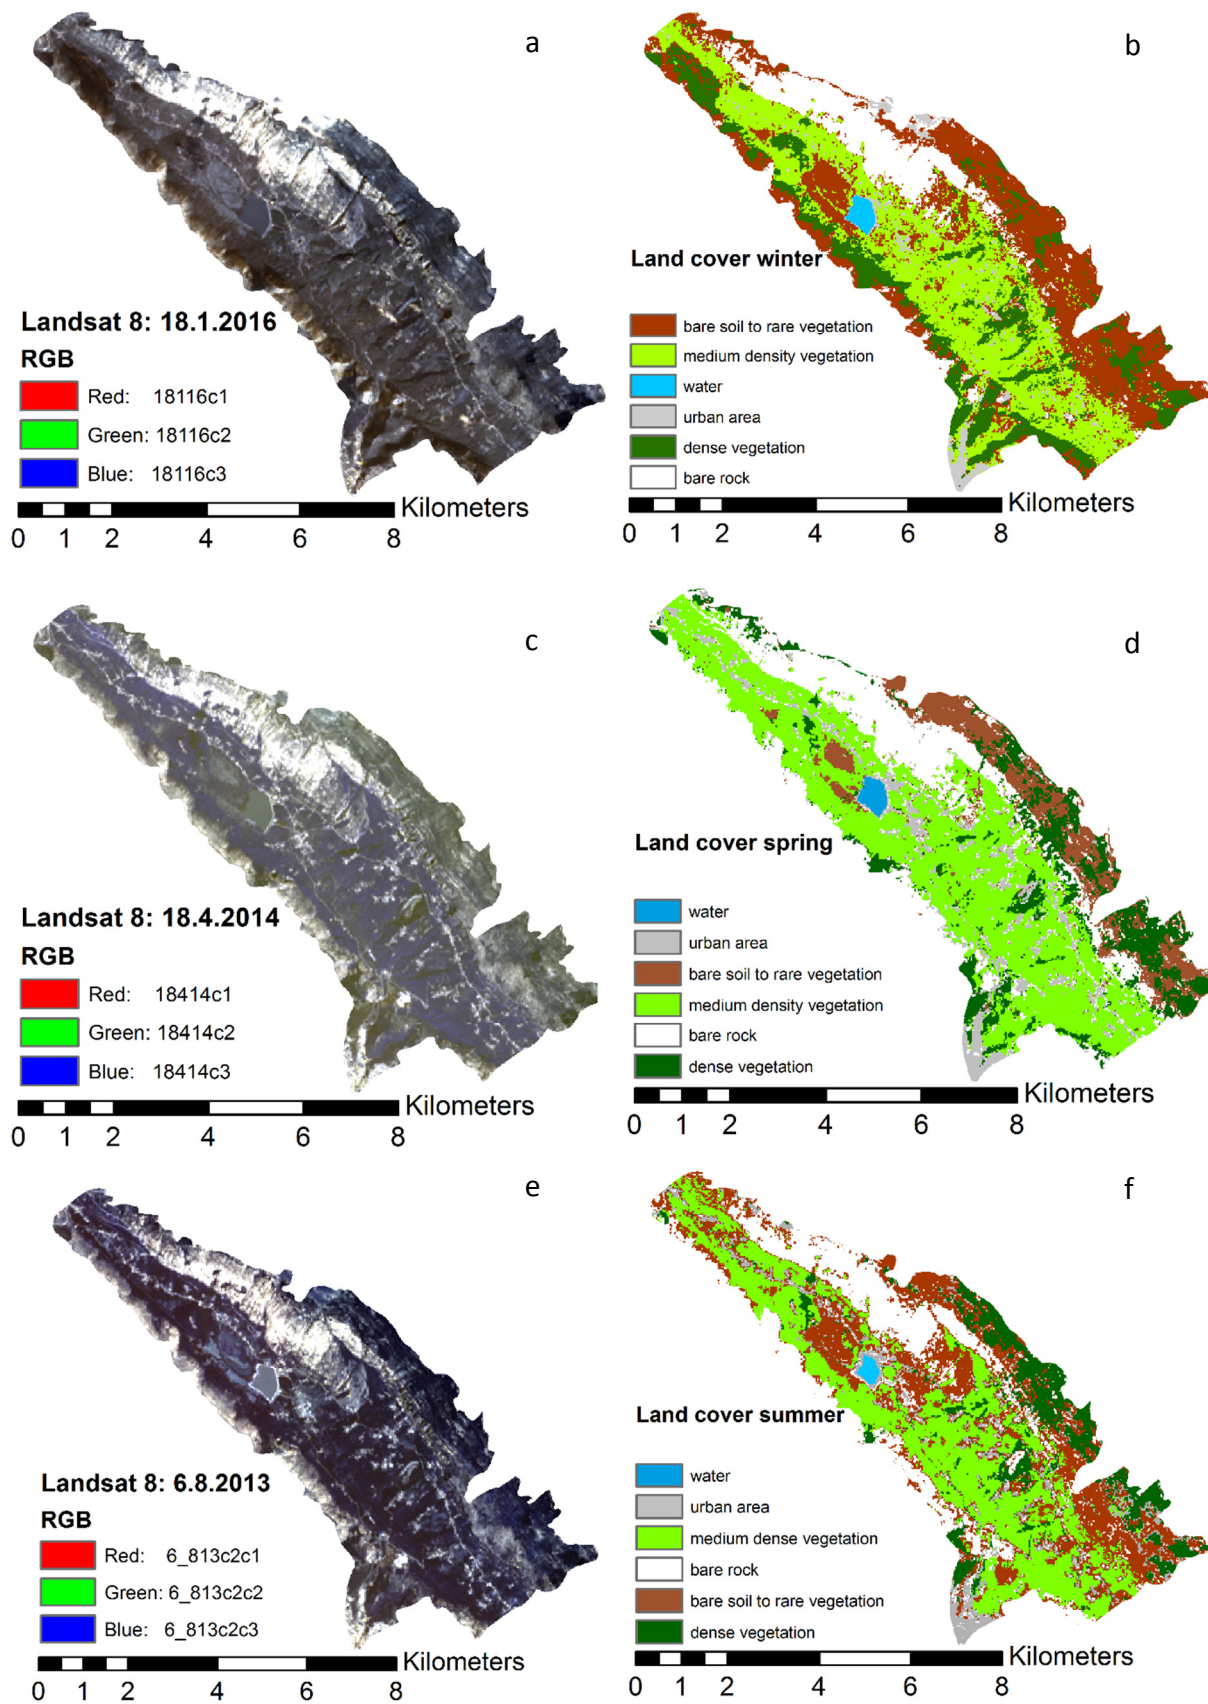 a
Landsat 8: 18.1.2016
RGB
Red: 18116c1
Green: 18116c2
Blue: 18116c3
Kilometers
0 1 2 4 6 8
b
Land cover winter
bare soil to rare vegetation
medium density vegetation
water
urban area
dense vegetation
bare rock
Kilometers
0 1 2 4 6 8
c
Landsat 8: 18.4.2014
RGB
Red: 18414c1
Green: 18414c2
Blue: 18414c3
Kilometers
0 1 2 4 6 8
d
Land cover spring
water
urban area
bare soil to rare vegetation
medium density vegetation
bare rock
dense vegetation
Kilometers
0 1 2 4 6 8
e
Landsat 8: 6.8.2013
RGB
Red: 6_813c2c1
Green: 6_813c2c2
Blue: 6_813c2c3
Kilometers
0 1 2 4 6 8
f
Land cover summer
water
urban area
medium dense vegetation
bare rock
bare soil to rare vegetation
dense vegetation
Kilometers
0 1 2 4 6 8